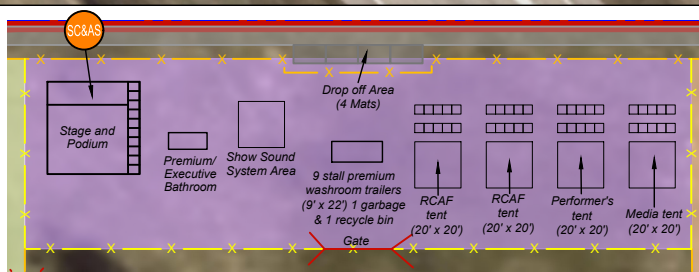 SC&AS
Drop off Area
(4 Mats)
Stage and
Podium
Premium/
Executive
Bathroom
Show Sound
System Area
9 stall premium
washroom trailers
(9' x 22') 1 garbage
& 1 recycle bin
RCAF
tent
(20' x 20')
RCAF
tent
(20' x 20')
Performer's
tent
(20' x 20')
Media tent
(20' x 20')
Gate